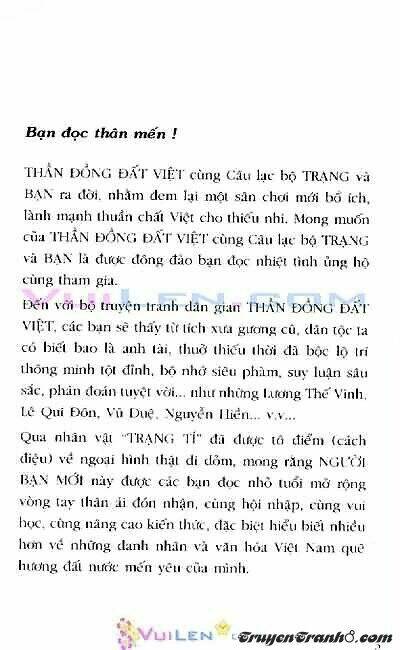 Bạn đọc thân mến !
THẦN ĐỒNG ĐẤT VIỆT cùng Câu lạc bộ TRẠNG và
BẠN ra đời, nhằm đem lại một sân chơi mới bổ ích,
lành mạnh thuần chất Việt cho thiếu nhi. Mong muốn
của THẦN ĐỒNG ĐẤT VIỆT cùng Câu lạc bộ TRẠNG
và BẠN là được đông đảo bạn đọc nhiệt tình ủng hộ
cùng tham gia.
VuiLen.com
Đến với bộ truyện tranh dân gian THẦN ĐỒNG ĐẤT
VIỆT, các bạn sẽ thấy từ tích xưa gương cũ, dân tộc ta
có biết bao là anh tài, thuở thiếu thời đã bộc lộ trí
thông minh tột đỉnh, bộ nhớ siêu phàm, suy luận sâu
sắc, phán đoán tuyệt vời... như những Lương Thế Vinh,
Lê Quí Đôn, Vũ Duệ, Nguyễn Hiền... v.v...
Qua nhân vật “TRẠNG TÍ” đã được tô điểm (cách
điệu) về ngoại hình thật dí dỏm, mong rằng NGƯỜI
BẠN MỚI này được các bạn đọc nhỏ tuổi mở rộng
vòng tay thân ái đón nhận, cùng hội nhập, cùng vui
học, cùng nâng cao kiến thức, đặc biệt hiểu biết nhiều
hơn về những danh nhân và văn hóa Việt Nam quê
hương đất nước mến yêu của mình.
VuiLen
TruyenTranh8.com